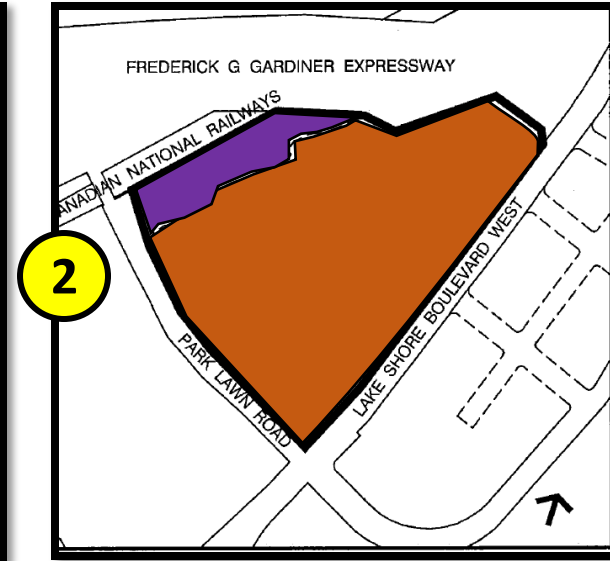 FREDERICK G GARDINER EXPRESSWAY
ANADIAN NATIONAL RAILWAYS
2
PARK LAWN ROAD
LAKE SHORE BOULEVARD WEST